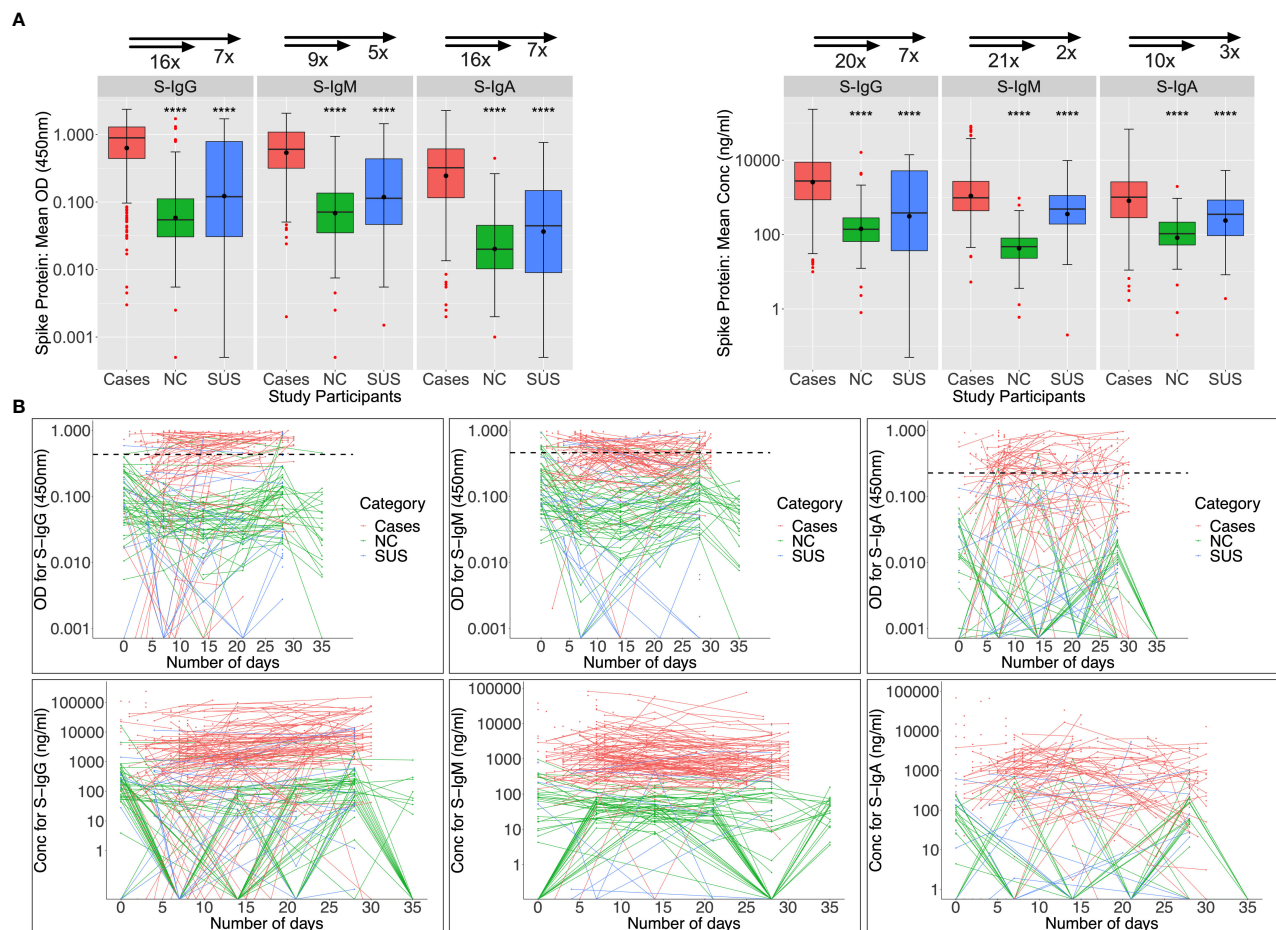 A
16x 7x 9x 5x 16x 7x
20x 7x 21x 2x 10x 3x
S-IgG S-IgM S-IgA
S-IgG S-IgM S-IgA
**** **** **** **** **** ****
**** **** **** **** **** ****
Spike Protein: Mean OD (450nm)
1.000
0.100
0.010
0.001
Cases NC SUS Cases NC SUS Cases NC SUS
Study Participants
Spike Protein: Mean Conc (ng/ml)
10000
100
1
Cases NC SUS Cases NC SUS Cases NC SUS
Study Participants
B
OD for S−IgG (450nm)
1.000
0.100
0.010
0.001
0 5 10 15 20 25 30 35
Number of days
Category
Cases
NC
SUS
OD for S−IgM (450nm)
1.000
0.100
0.010
0.001
0 5 10 15 20 25 30 35
Number of days
Category
Cases
NC
SUS
OD for S−IgA (450nm)
1.000
0.100
0.010
0.001
0 5 10 15 20 25 30 35
Number of days
Category
Cases
NC
SUS
Conc for S−IgG (ng/ml)
100000
10000
1000
100
10
1
0 5 10 15 20 25 30 35
Number of days
Conc for S−IgM (ng/ml)
100000
10000
1000
100
10
1
0 5 10 15 20 25 30 35
Number of days
Conc for S−IgA (ng/ml)
100000
10000
1000
100
10
1
0 5 10 15 20 25 30 35
Number of days